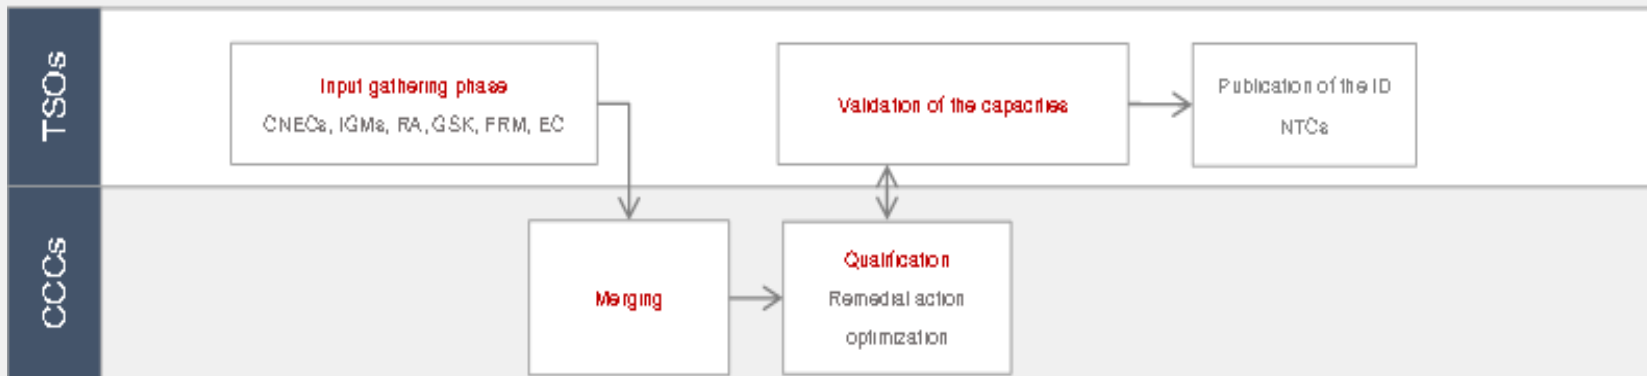 TSOs
Input gathering phase
CNECs, IGMs, RA, GSK, FRM, EC
Validation of the capacities
Publication of the ID
NTCs
CCCs
Merging
Qualification
Remedial action
optimization